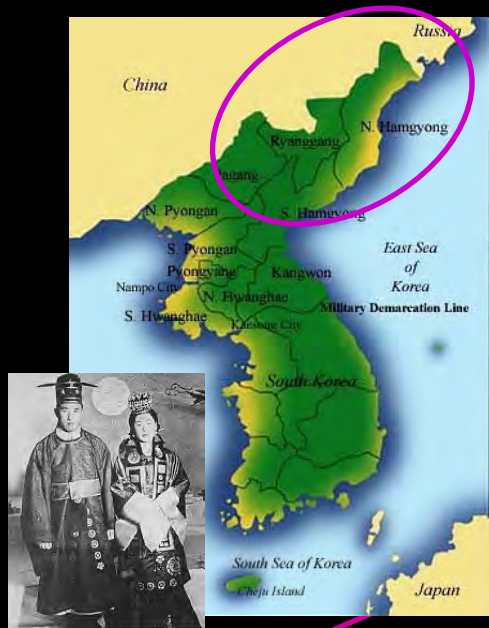 Russia
China
N. Hamgyong
Ryanggang
Jagang
N. Pyongan
S. Hamgyong
S. Pyongan
Pyongyang
East Sea
of
Korea
Kangwon
Nampo City
N. Hwanghae
Military Demarcation Line
S. Hwanghae
Kaesong City
South Korea
South Sea of Korea
Cheju Island
Japan